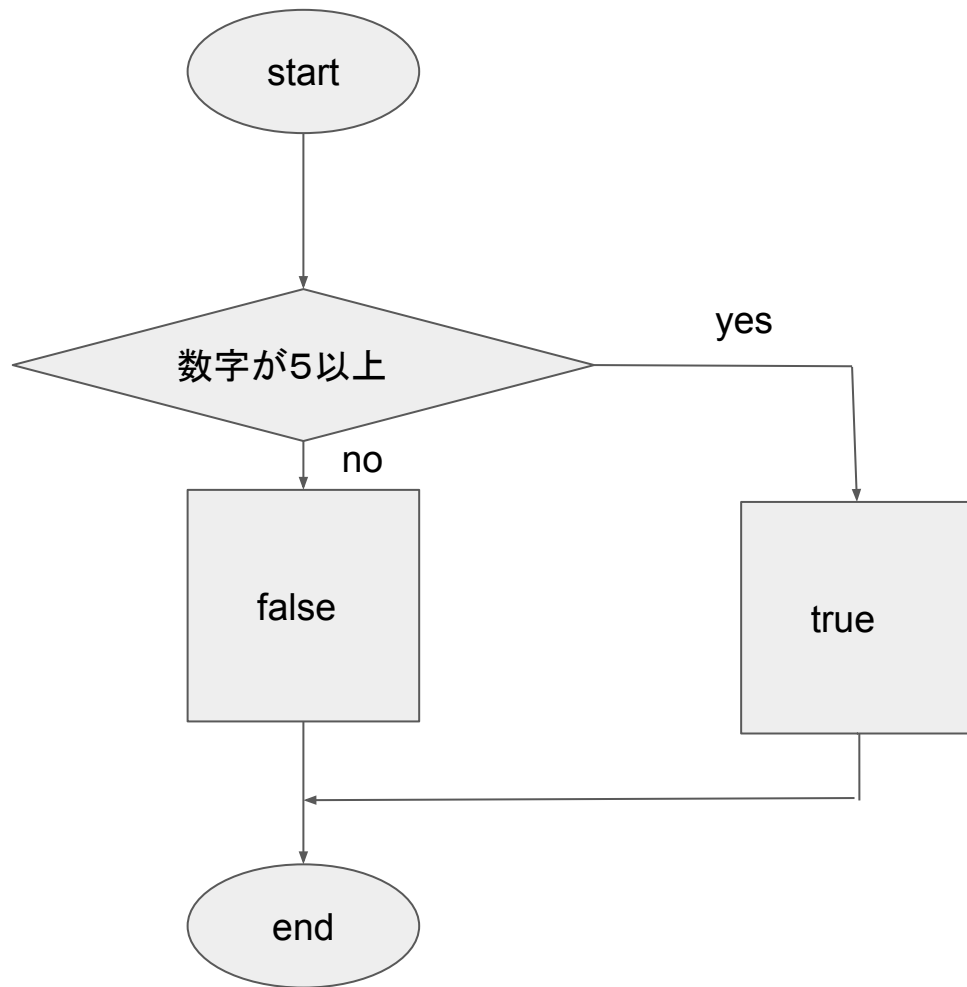 start
数字が５以上
yes
no
false
true
end